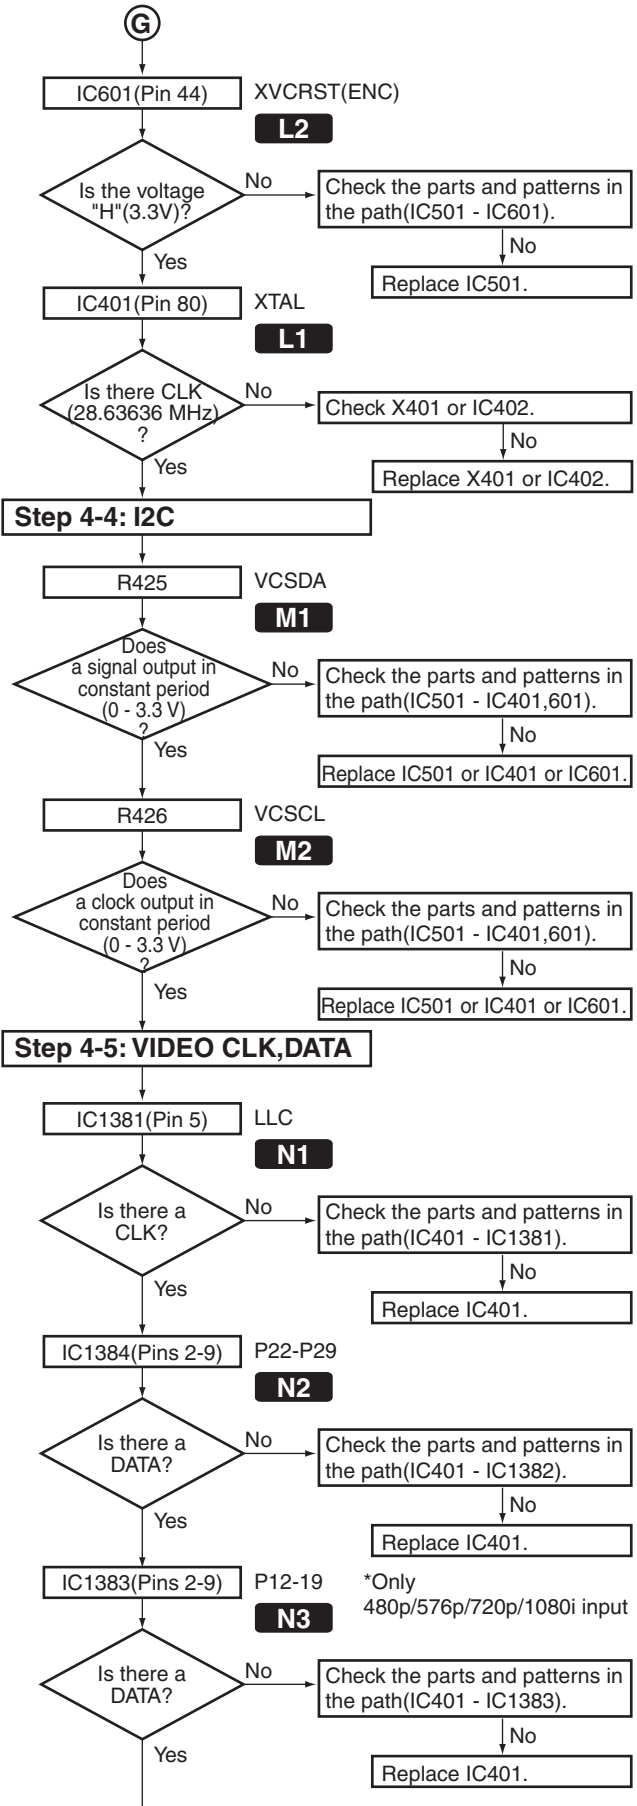 G
IC601(Pin 44) XVCRST(ENC)
L2
Is the voltage
"H"(3.3V)?
No
Check the parts and patterns in
the path(IC501 - IC601).
No
Replace IC501.
Yes
IC401(Pin 80) XTAL
L1
Is there CLK
(28.63636 MHz)
?
No
Check X401 or IC402.
No
Replace X401 or IC402.
Yes
Step 4-4: I2C
R425 VCSDA
M1
Does
a signal output in
constant period
(0 - 3.3 V)
?
No
Check the parts and patterns in
the path(IC501 - IC401,601).
No
Replace IC501 or IC401 or IC601.
Yes
R426 VCSCL
M2
Does
a clock output in
constant period
(0 - 3.3 V)
?
No
Check the parts and patterns in
the path(IC501 - IC401,601).
No
Replace IC501 or IC401 or IC601.
Yes
Step 4-5: VIDEO CLK,DATA
IC1381(Pin 5) LLC
N1
Is there a
CLK?
No
Check the parts and patterns in
the path(IC401 - IC1381).
No
Replace IC401.
Yes
IC1384(Pins 2-9) P22-P29
N2
Is there a
DATA?
No
Check the parts and patterns in
the path(IC401 - IC1382).
No
Replace IC401.
Yes
IC1383(Pins 2-9) P12-19 *Only
480p/576p/720p/1080i input
N3
Is there a
DATA?
No
Check the parts and patterns in
the path(IC401 - IC1383).
No
Replace IC401.
Yes